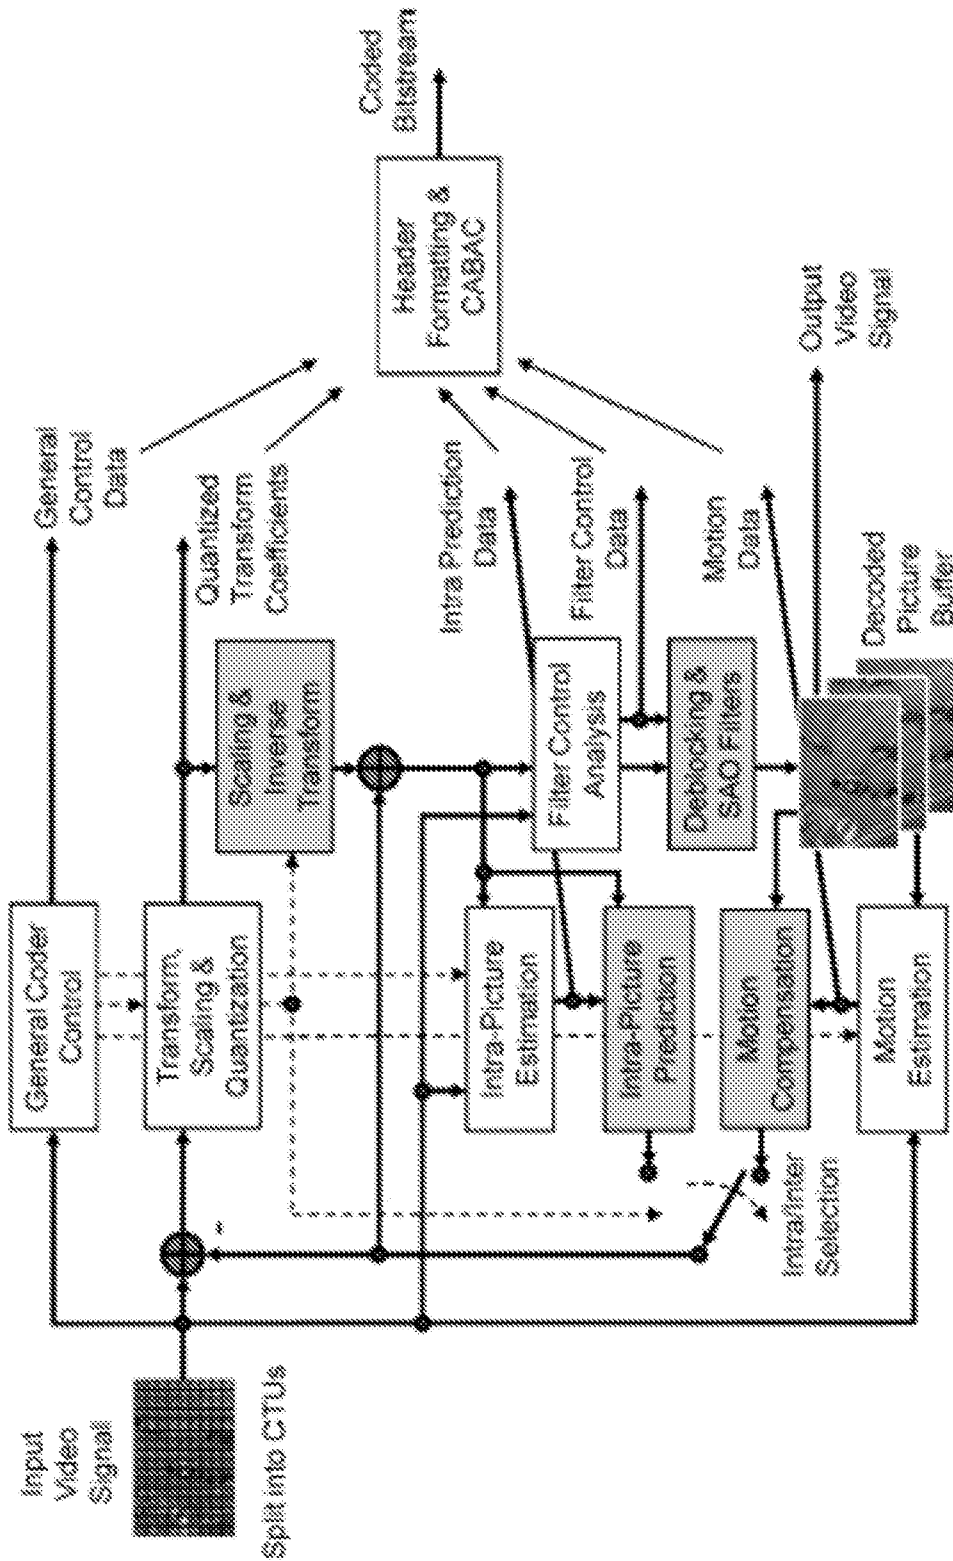 Input
Video
Signal
Split into CTUs
General Coder
Control
Transform,
Scaling &
Quantization
-
General
Control
Data
Quantized
Transform
Coefficients
Scaling &
Inverse
Transform
Coded
Bitstream
Header
Formatting &
CABAC
Intra-Picture
Estimation
Intra-Picture
Prediction
Filter Control
Analysis
Intra Prediction
Data
Filter Control
Data
Deblocking &
SAO Filters
Motion
Compensation
Intra/Inter
Selection
Motion
Estimation
Motion
Data
Decoded
Picture
Buffer
Output
Video
Signal